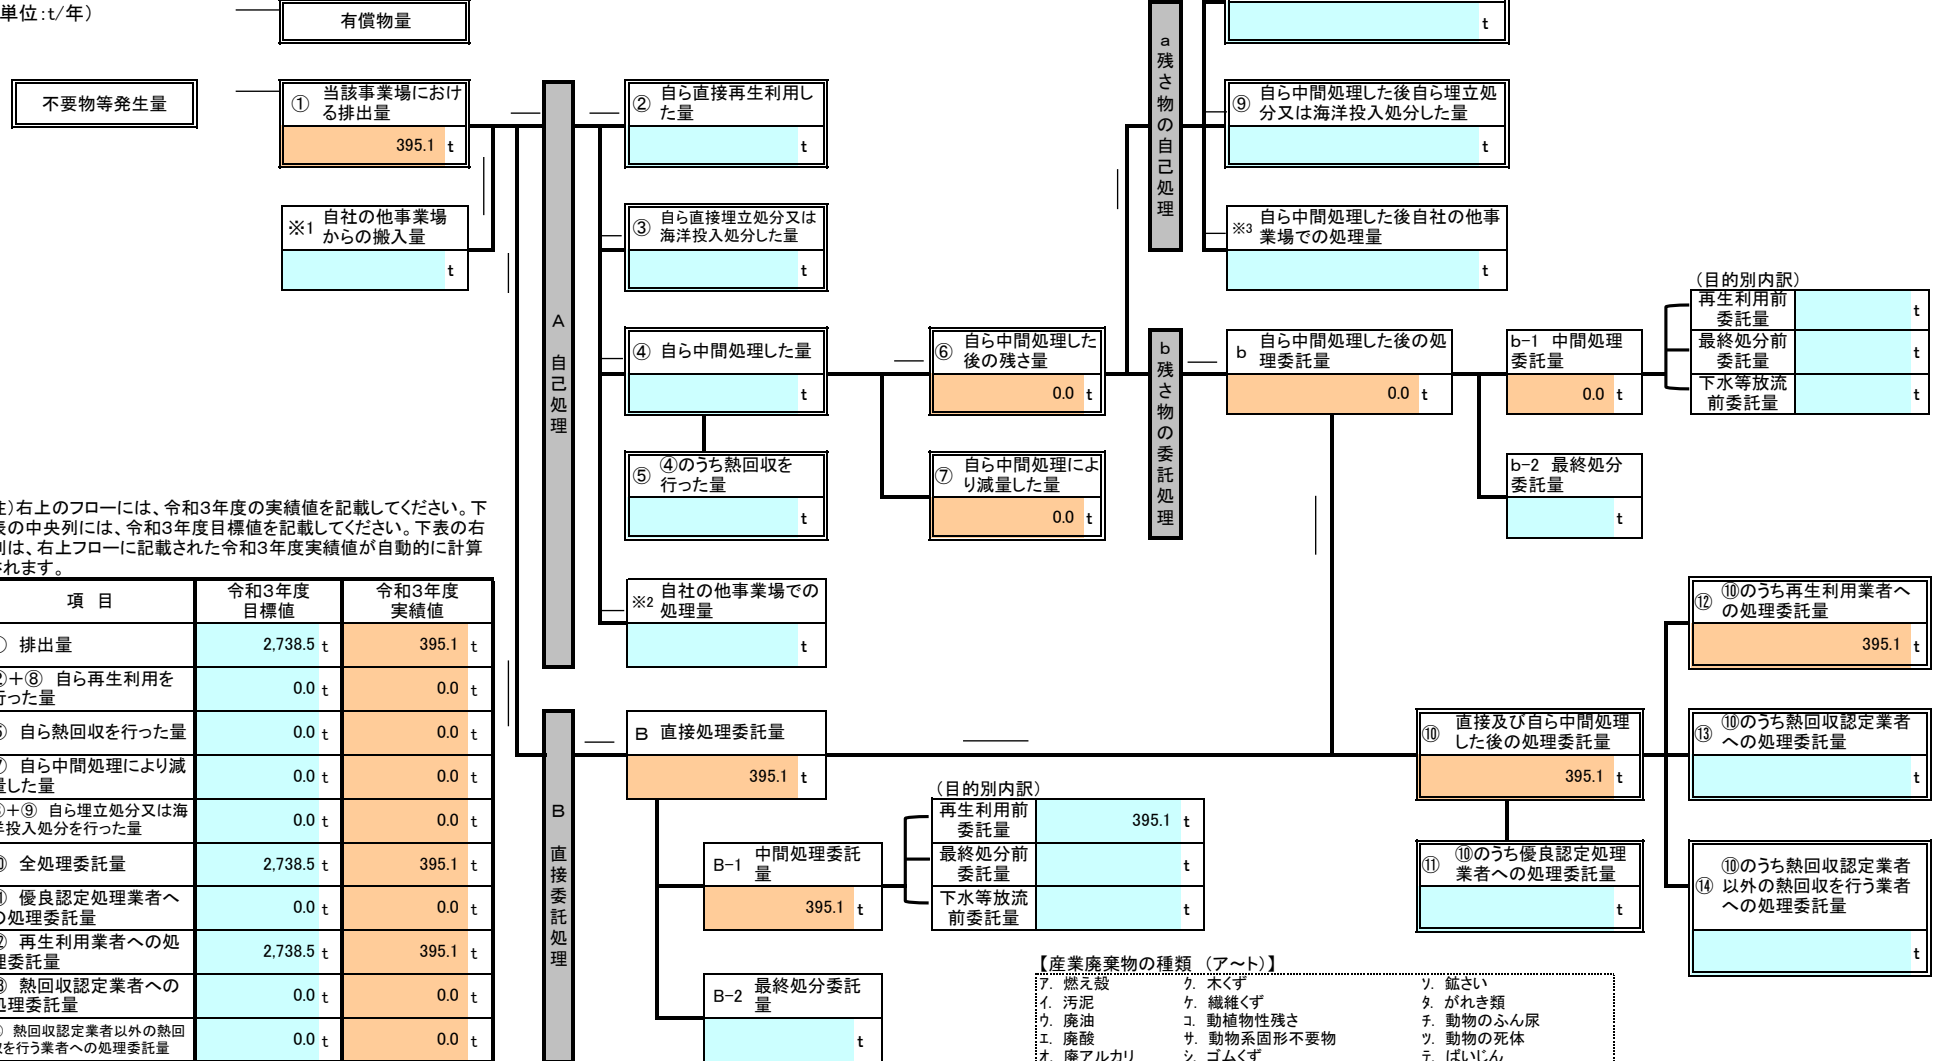 単位:t/年)
有償物量
t
不要物等発生量
① 当該事業場におけ
る排出量
395.1 t
※1 自社の他事業場
からの搬入量
t
A 自己処理
② 自ら直接再生利用し
た量
t
③ 自ら直接埋立処分又は
海洋投入処分した量
t
④ 自ら中間処理した量
t
⑤ ④のうち熱回収を
行った量
t
※2 自社の他事業場での
処理量
t
⑥ 自ら中間処理した
後の残さ量
0.0 t
⑦ 自ら中間処理によ
り減量した量
0.0 t
a 残さ物の自己処理
⑨ 自ら中間処理した後自ら埋立処
分又は海洋投入処分した量
t
※3 自ら中間処理した後自社の他事
業場での処理量
t
b 残さ物の委託処理
b 自ら中間処理した後の処
理委託量
0.0 t
b-1 中間処理
委託量
0.0 t
b-2 最終処分
委託量
t
(目的別内訳)
再生利用前
委託量
t
最終処分前
委託量
t
下水等放流
前委託量
t
)右上のフローには、令和3年度の実績値を記載してください。下
の中央列には、令和3年度目標値を記載してください。下表の右
は、右上フローに記載された令和3年度実績値が自動的に計算
れます。
項 目 令和3年度
目標値 令和3年度
実績値
排出量 2,738.5 t 395.1 t
+⑧ 自ら再生利用を
行った量 0.0 t 0.0 t
自ら熱回収を行った量 0.0 t 0.0 t
自ら中間処理により減
量した量 0.0 t 0.0 t
+⑨ 自ら埋立処分又は海
洋投入処分を行った量 0.0 t 0.0 t
全処理委託量 2,738.5 t 395.1 t
優良認定処理業者へ
の処理委託量 0.0 t 0.0 t
再生利用業者への処
理委託量 2,738.5 t 395.1 t
熱回収認定業者への
処理委託量 0.0 t 0.0 t
熱回収認定業者以外の熱回
収を行う業者への処理委託量 0.0 t 0.0 t
B 直接委託処理
B 直接処理委託量
395.1 t
B-1 中間処理委託
量
395.1 t
B-2 最終処分委託
量
t
(目的別内訳)
再生利用前
委託量
395.1 t
最終処分前
委託量
t
下水等放流
前委託量
t
⑩ 直接及び自ら中間処理
した後の処理委託量
395.1 t
⑪ ⑩のうち優良認定処理
業者への処理委託量
t
⑫ ⑩のうち再生利用業者へ
の処理委託量
395.1 t
⑬ ⑩のうち熱回収認定業者
への処理委託量
t
⑭ ⑩のうち熱回収認定業者
以外の熱回収を行う業者
への処理委託量
t
【産業廃棄物の種類 (ア~ト)】
ア. 燃え殻 ク. 木くず ソ. 鉱さい
イ. 汚泥 ケ. 繊維くず タ. がれき類
ウ. 廃油 コ. 動植物性残さ チ. 動物のふん尿
エ. 廃酸 サ. 動物系固形不要物 ツ. 動物の死体
オ. 廃アルカリ シ. ゴムくず テ. ばいじん